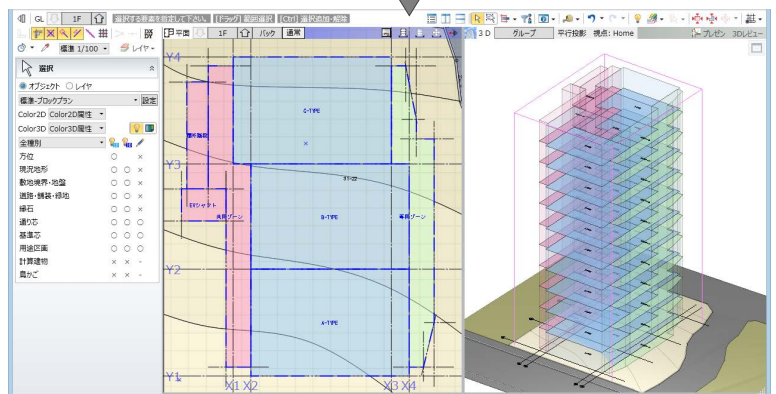 GL 1F 選択する要素を指定して下さい。 [[ドラッグ] 範囲選択 | [Ctrl] 選択追加・解除
標準 1/100 レイヤー
選択
オブジェクト レイヤ
標準-ブロックプラン 設定
Color2D Color2D属性
Color3D Color3D属性
全種別
方位
現況地形
敷地境界・地盤
道路・舗装・緑地
縁石
通り芯
基準芯
用途区画
計算建物
鳥かご
平面 1F バック 通常
Y4
C-TYPE
屋外階段
Y3
EVシャフト
共用ゾーン
B-TYPE
専用ゾーン
Y2
A-TYPE
Y1
X1 X2 X3 X4
3 D グループ 平行投影 視点: Home プレゼン 3Dレビュー